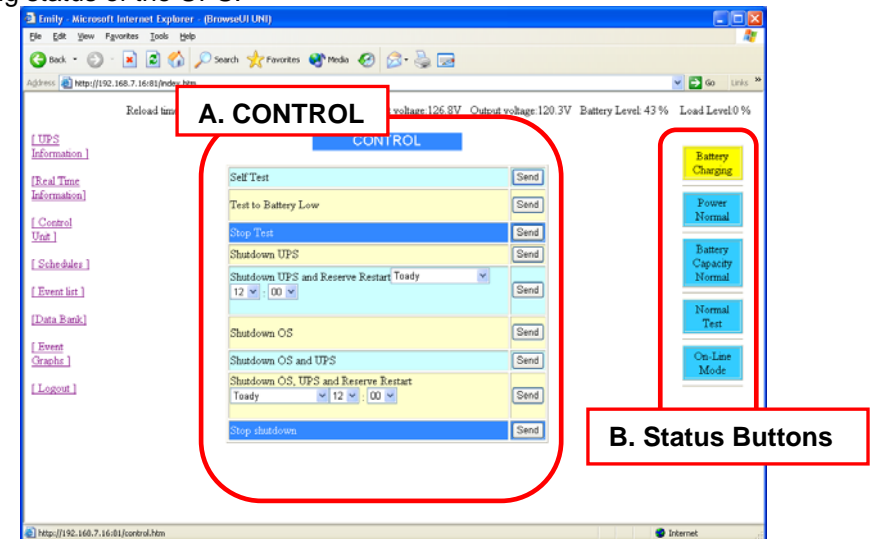 g status of the UPS.
Emily - Microsoft Internet Explorer - (BrowseUI UNI)
File Edit View Favorites Tools Help
Back Search Favorites Media
Address http://192.168.7.16:81/index.htm Go Links »
Reload time voltage:126.8V Output voltage:120.3V Battery Level: 43 % Load Level:0 %
A. CONTROL
CONTROL
[ UPS
Information ]
[Real Time
Information]
[ Control
Unit ]
[ Schedules ]
[ Event list ]
[Data Bank]
[ Event
Graphs ]
[ Logout ]
Self Test Send
Test to Battery Low Send
Stop Test Send
Shutdown UPS Send
Shutdown UPS and Reserve Restart Toady
12 : 00 Send
Shutdown OS Send
Shutdown OS and UPS Send
Shutdown OS, UPS and Reserve Restart
Toady 12 : 00 Send
Stop shutdown Send
Battery
Charging
Power
Normal
Battery
Capacity
Normal
Normal
Test
On-Line
Mode
B. Status Buttons
http://192.168.7.16:81/control.htm Internet